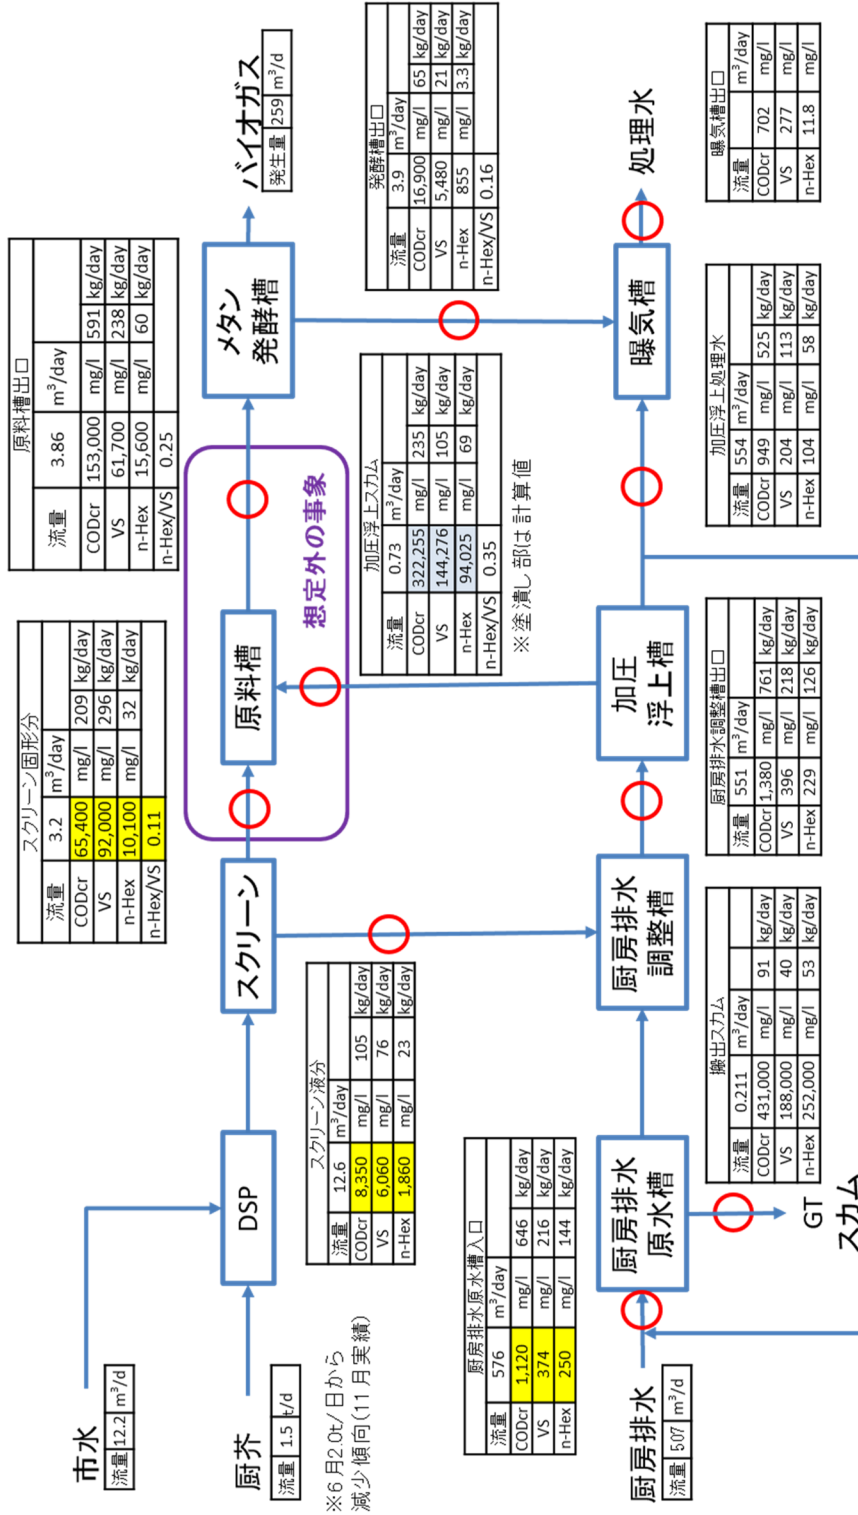 市水
流量 12.2 m³/d
厨芥
流量 1.5 t/d
※6月2.0t/日から
減少傾向(11月実績)
DSP
スクリーン
原料槽
メタン
発酵槽
バイオガス
発生量 259 m³/d
想定外の事象
スクリーン固形分
流量 3.2 m³/day
CODcr 65,400 mg/l 209 kg/day
VS 92,000 mg/l 296 kg/day
n-Hex 10,100 mg/l 32 kg/day
n-Hex/VS 0.11
原料槽出口
流量 3.86 m³/day
CODcr 153,000 mg/l 591 kg/day
VS 61,700 mg/l 238 kg/day
n-Hex 15,600 mg/l 60 kg/day
n-Hex/VS 0.25
スクリーン液分
流量 12.6 m³/day
CODcr 8,350 mg/l 105 kg/day
VS 6,060 mg/l 76 kg/day
n-Hex 1,860 mg/l 23 kg/day
加圧浮上スカム
流量 0.73 m³/day
CODcr 322,255 mg/l 235 kg/day
VS 144,276 mg/l 105 kg/day
n-Hex 94,025 mg/l 69 kg/day
n-Hex/VS 0.35
※塗潰し部は計算値
発酵槽出口
流量 3.9 m³/day
CODcr 16,900 mg/l 65 kg/day
VS 5,480 mg/l 21 kg/day
n-Hex 855 mg/l 3.3 kg/day
n-Hex/VS 0.16
厨房排水原水槽入口
流量 576 m³/day
CODcr 1,120 mg/l 646 kg/day
VS 374 mg/l 216 kg/day
n-Hex 250 mg/l 144 kg/day
厨房排水
流量 507 m³/d
厨房排水
原水槽
厨房排水
調整槽
加圧
浮上槽
曝気槽
処理水
GT
スカム
搬出スカム
流量 0.211 m³/day
CODcr 431,000 mg/l 91 kg/day
VS 188,000 mg/l 40 kg/day
n-Hex 252,000 mg/l 53 kg/day
厨房排水調整槽出口
流量 551 m³/day
CODcr 1,380 mg/l 761 kg/day
VS 396 mg/l 218 kg/day
n-Hex 229 mg/l 126 kg/day
加圧浮上処理水
流量 554 m³/day
CODcr 949 mg/l 525 kg/day
VS 204 mg/l 113 kg/day
n-Hex 104 mg/l 58 kg/day
曝気槽出口
流量 m³/day
CODcr 702 mg/l
VS 277 mg/l
n-Hex 11.8 mg/l